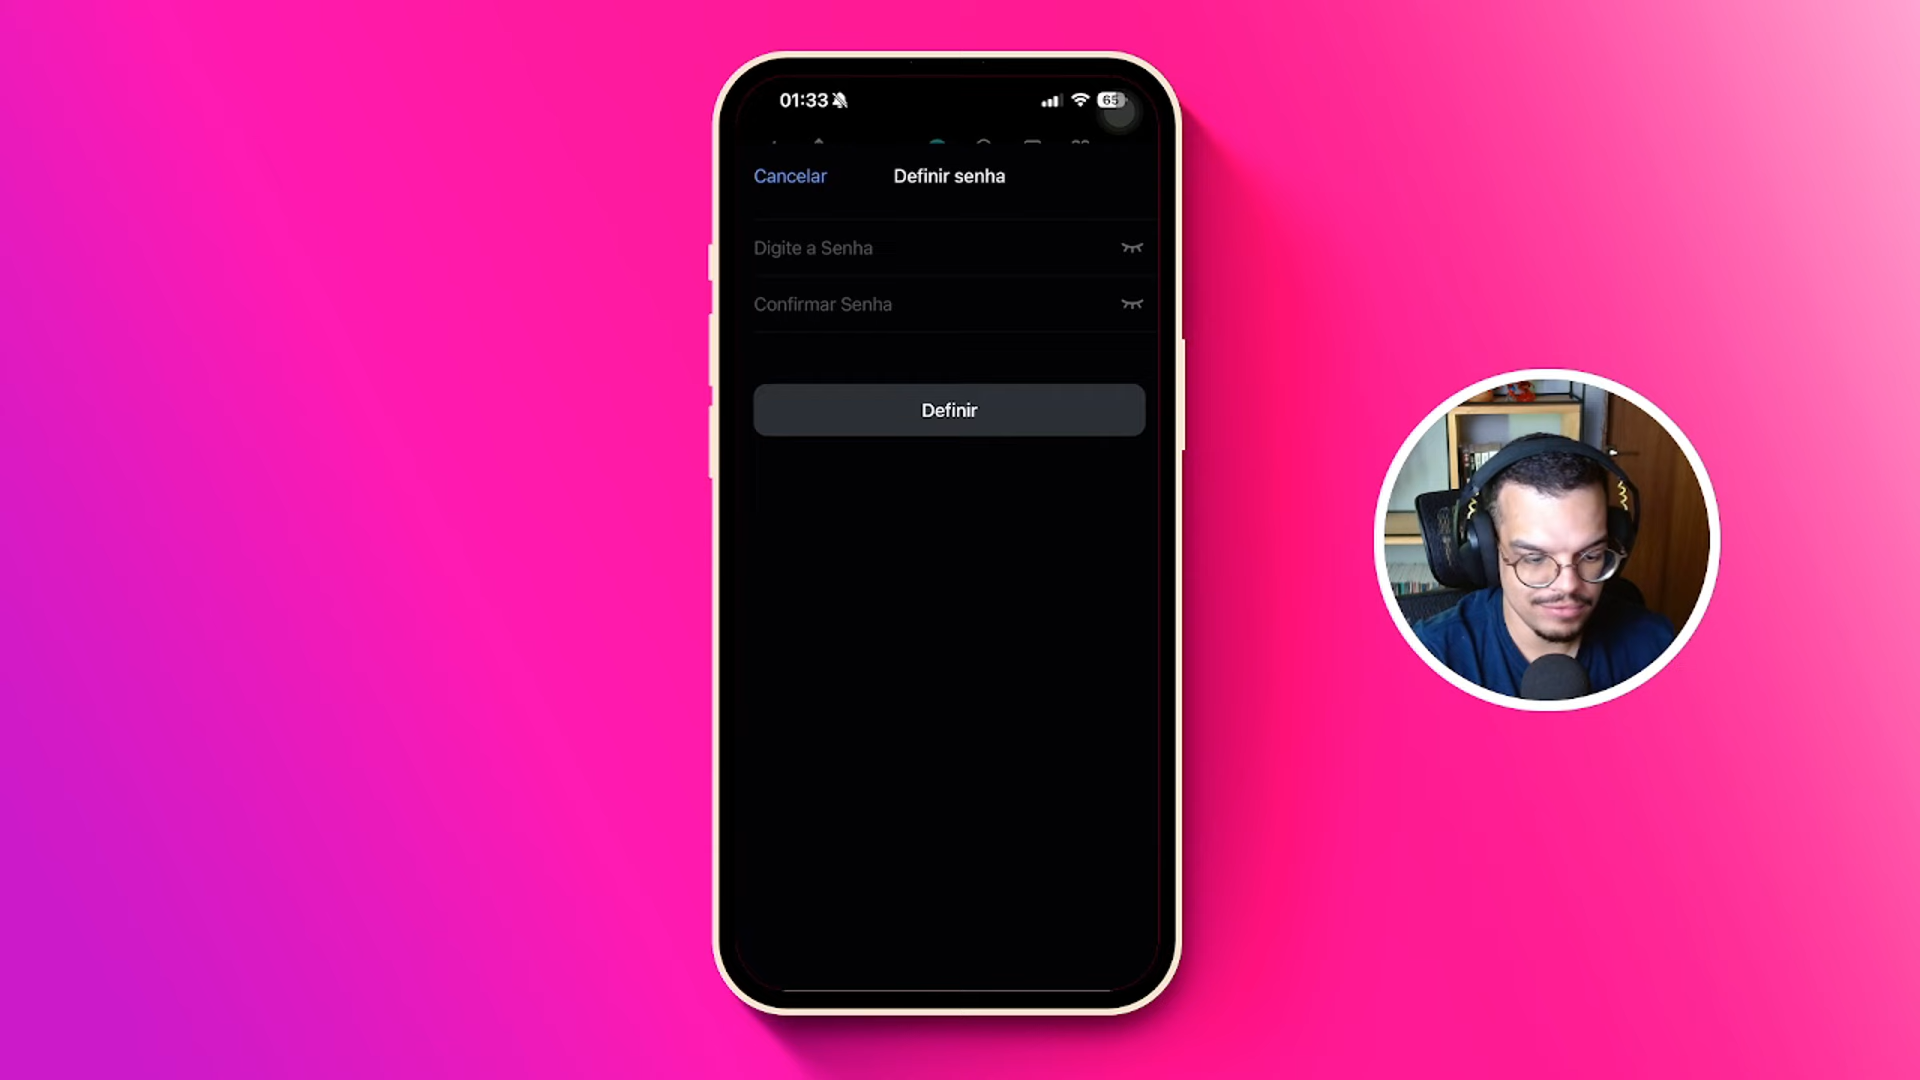 01:33
65
Cancelar
Definir senha
Digite a Senha
Confirmar Senha
Definir